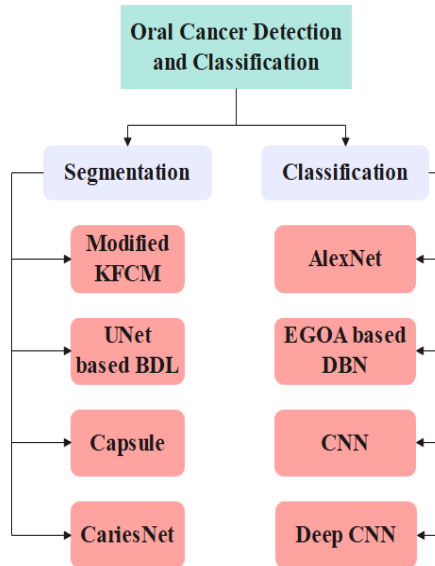 Oral Cancer Detection
and Classification
Segmentation
Classification
Modified
KFCM
AlexNet
UNet
based BDL
EGOA based
DBN
Capsule
CNN
CariesNet
Deep CNN